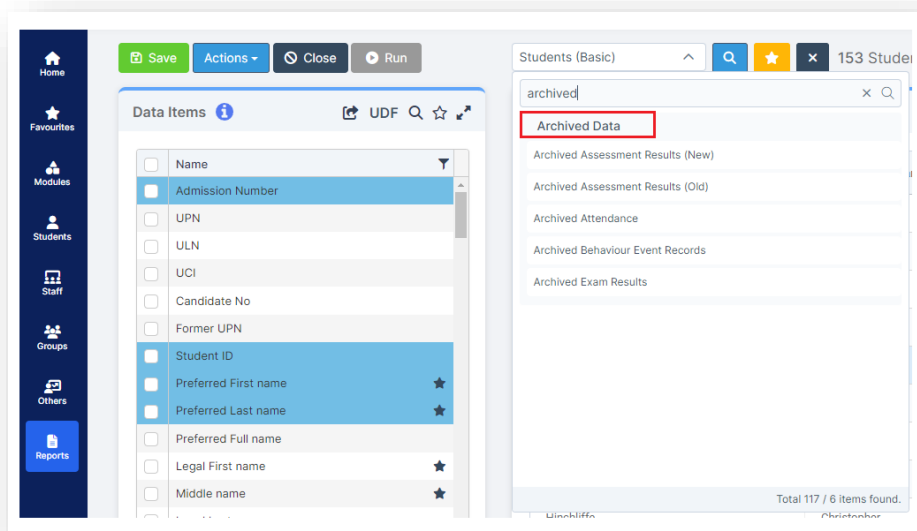 Home
Favourites
Modules
Students
Staff
Groups
Others
Reports
Save Actions Close Run
Data Items UDF
Name
Admission Number
UPN
ULN
UCI
Candidate No
Former UPN
Student ID
Preferred First name
Preferred Last name
Preferred Full name
Legal First name
Middle name
Students (Basic) 153 Studen
archived
Archived Data
Archived Assessment Results (New)
Archived Assessment Results (Old)
Archived Attendance
Archived Behaviour Event Records
Archived Exam Results
Total 117 / 6 items found.
Hinchliffe Christopher